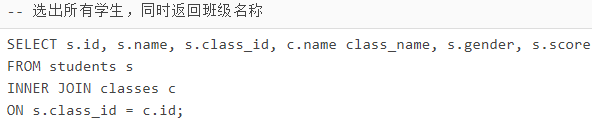 -- 选出所有学生，同时返回班级名称
SELECT s.id, s.name, s.class_id, c.name class_name, s.gender, s.score
FROM students s
INNER JOIN classes c
ON s.class_id = c.id;